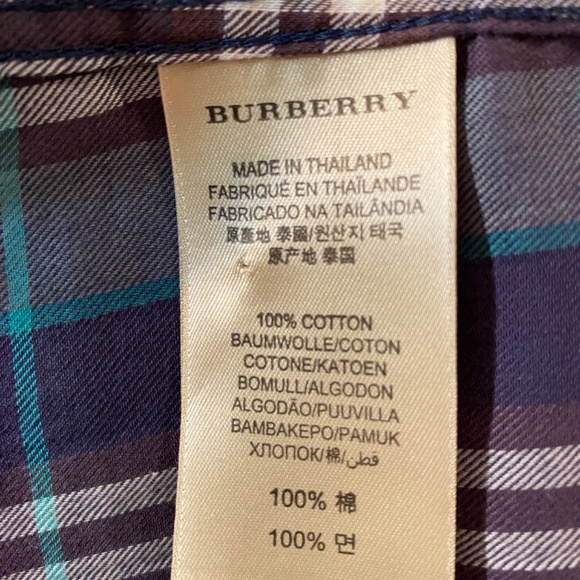 BURBERRY
MADE IN THAILAND
FABRIQUÉ EN THAÏLANDE
FABRICADO NA TAILÂNDIA
原產地 泰國/원산지 태국
原产地 泰国
100% COTTON
BAUMWOLLE/COTON
COTONE/KATOEN
BOMULL/ALGODON
ALGODÃO/PUUVILLA
BAMBAKEPO/PAMUK
ХЛОПОК/棉/قطن
100% 棉
100% 면